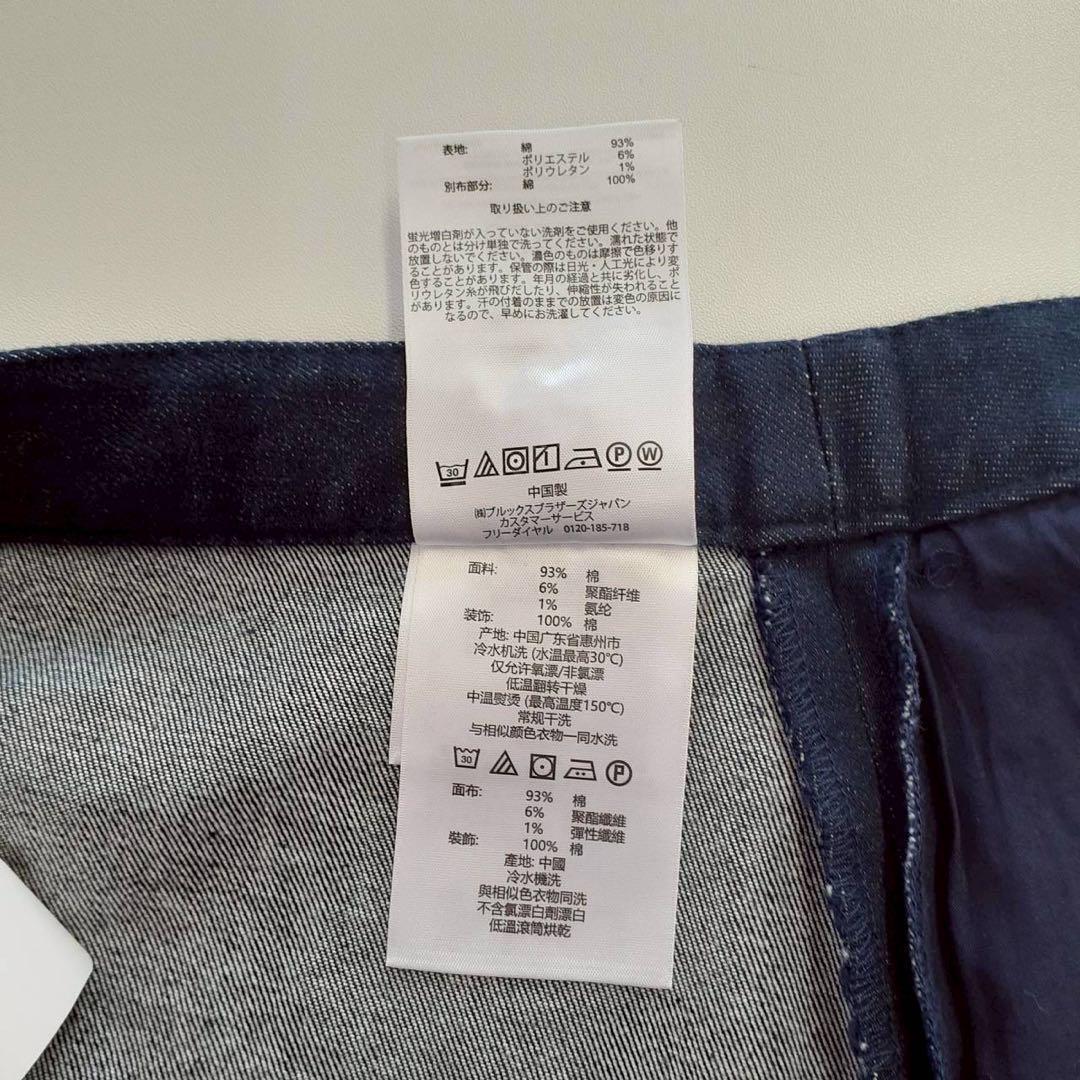 表地: 綿 93%
ポリエステル 6%
ポリウレタン 1%
別布部分: 綿 100%
取り扱い上のご注意
蛍光増白剤が入っていない洗剤をご使用ください。他
のものとは分け単独で洗ってください。濡れた状態で
放置しないでください。濃色のものは摩擦で色移りす
ることがあります。保管の際は日光・人工光により変
色することがあります。年月の経過と共に劣化し、ポ
リウレタン糸が飛びだしたり、伸縮性が失われること
があります。汗の付着のままでの放置は変色の原因に
なるので、早めにお洗濯してください。
30 P W
中国製
㈱ブルックスブラザーズジャパン
カスタマーサービス
フリーダイヤル 0120-185-718
面料: 93% 棉
6% 聚酯纤维
1% 氨纶
装饰: 100% 棉
产地: 中国广东省惠州市
冷水机洗 (水温最高30℃)
仅允许氧漂/非氯漂
低温翻转干燥
中温熨烫 (最高温度150℃)
常规干洗
与相似颜色衣物一同水洗
30 P
面布: 93% 棉
6% 聚酯纖維
1% 彈性纖維
裝飾: 100% 棉
產地: 中國
冷水機洗
與相似色衣物同洗
不含氯漂白劑漂白
低溫滾筒烘乾